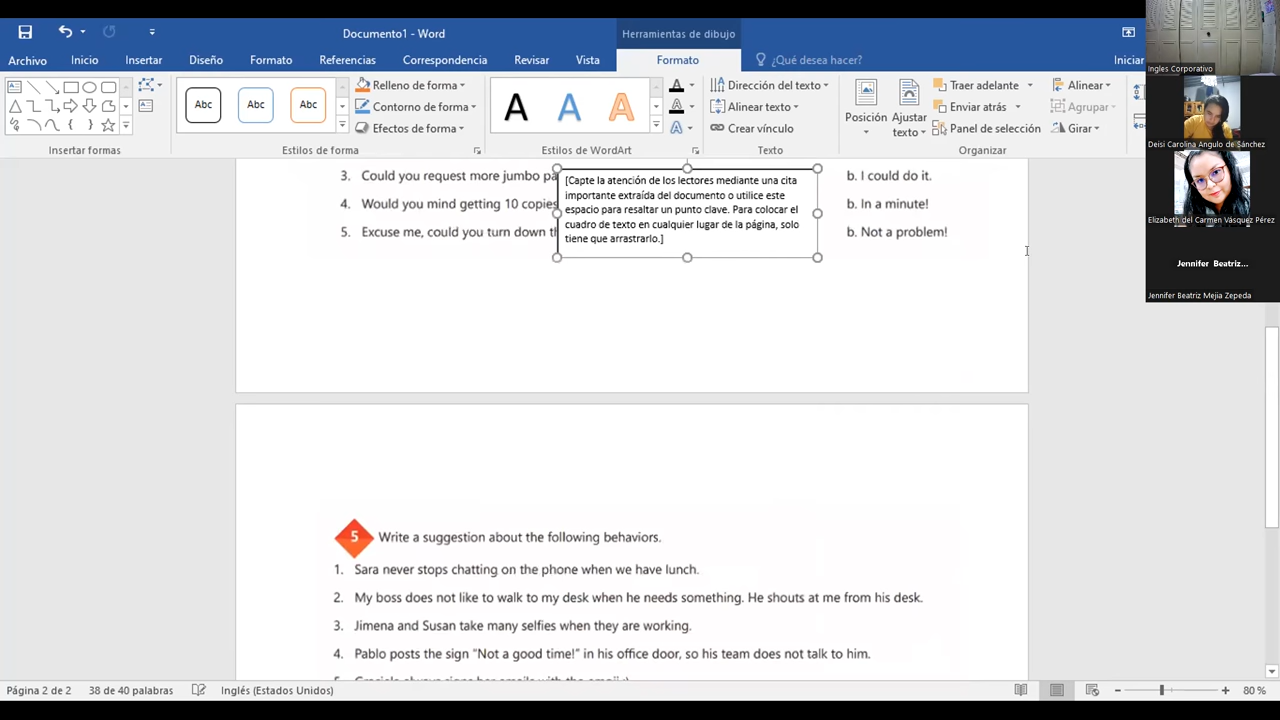 Documento1 - Word
Herramientas de dibujo
Archivo Inicio Insertar Diseño Formato Referencias Correspondencia Revisar Vista Formato ¿Qué desea hacer? Iniciar
Abc Abc Abc
Relleno de forma
Contorno de forma
Efectos de forma
A A A
A
A
A
Dirección del texto
Alinear texto
Crear vínculo
Posición
Ajustar
texto
Traer adelante
Enviar atrás
Panel de selección
Alinear
Agrupar
Girar
Insertar formas Estilos de forma Estilos de WordArt Texto Organizar
Ingles Corporativo
Deisi Carolina Angulo de Sánchez
Elizabeth del Carmen Vásquez Pérez
Jennifer Beatriz...
Jennifer Beatriz Mejia Zepeda
3. Could you request more jumbo pa
4. Would you mind getting 10 copies
5. Excuse me, could you turn down th
[Capte la atención de los lectores mediante una cita
importante extraída del documento o utilice este
espacio para resaltar un punto clave. Para colocar el
cuadro de texto en cualquier lugar de la página, solo
tiene que arrastrarlo.]
b. I could do it.
b. In a minute!
b. Not a problem!
5 Write a suggestion about the following behaviors.
1. Sara never stops chatting on the phone when we have lunch.
2. My boss does not like to walk to my desk when he needs something. He shouts at me from his desk.
3. Jimena and Susan take many selfies when they are working.
4. Pablo posts the sign “Not a good time!” in his office door, so his team does not talk to him.
Página 2 de 2 38 de 40 palabras Inglés (Estados Unidos) 80 %